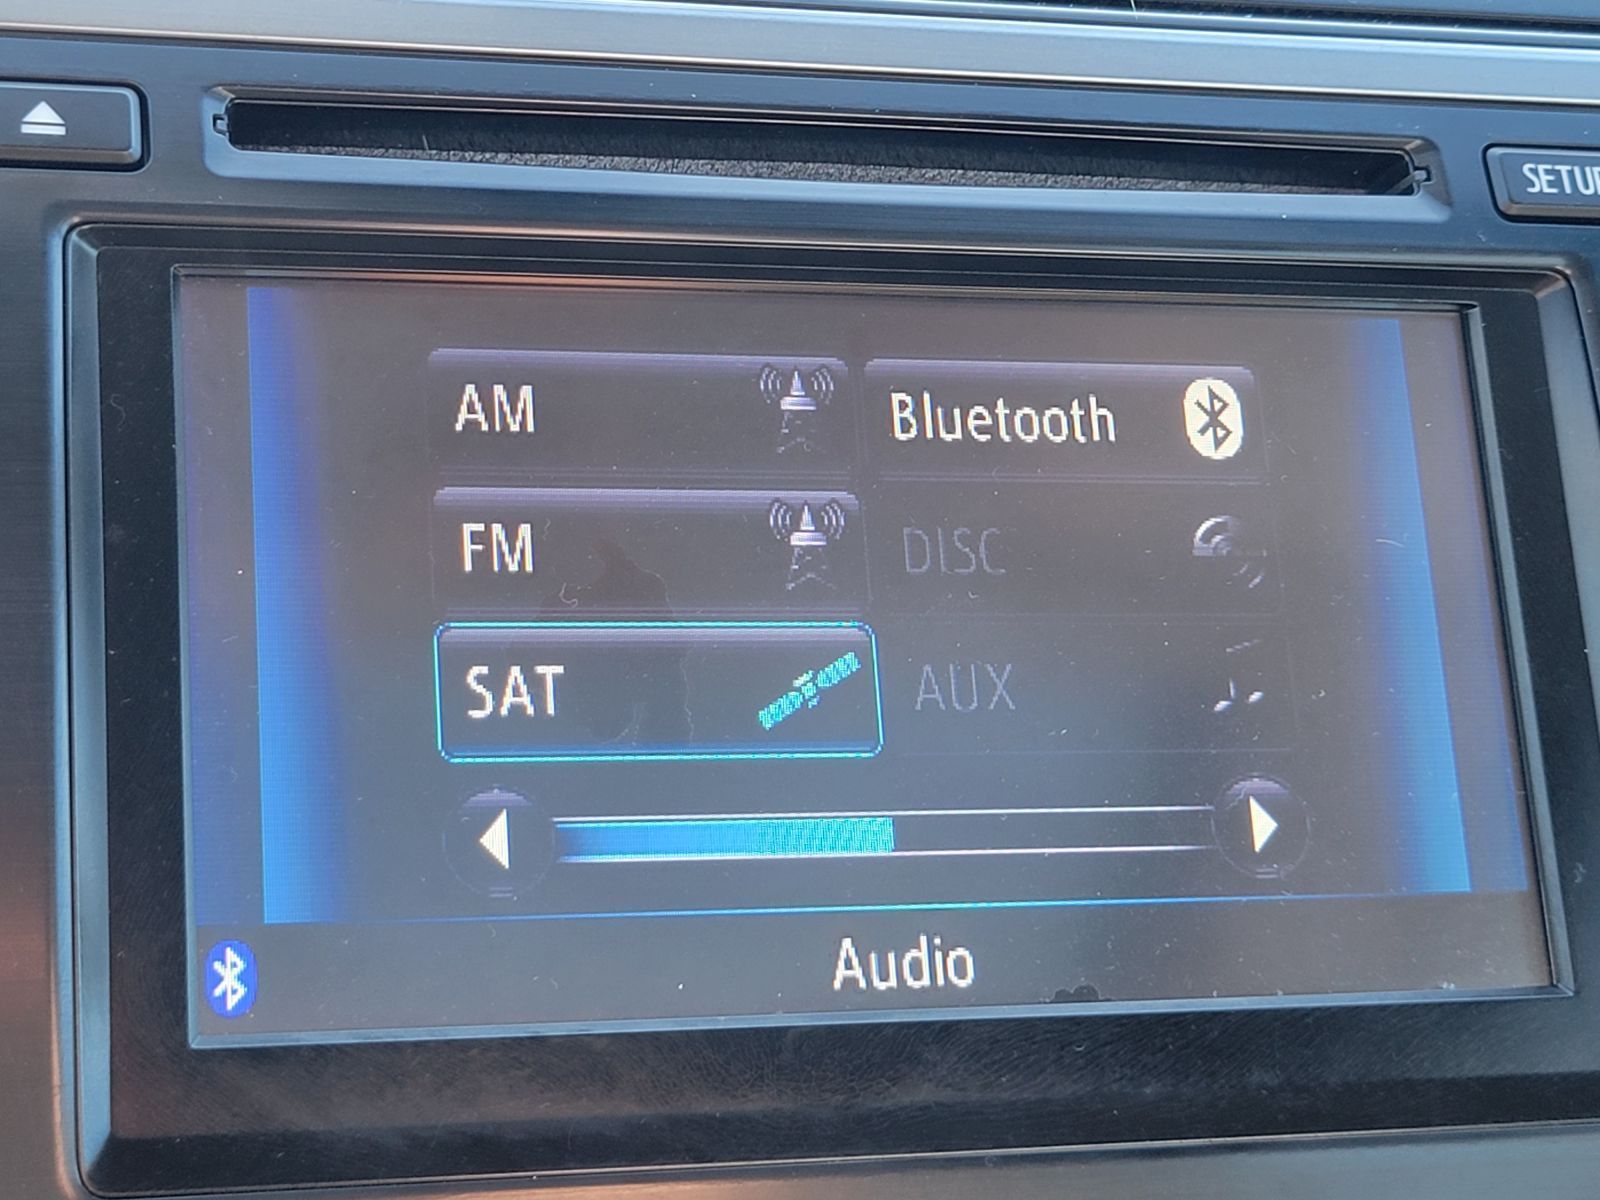 SETUP
AM
Bluetooth
FM
DISC
SAT
AUX
Audio